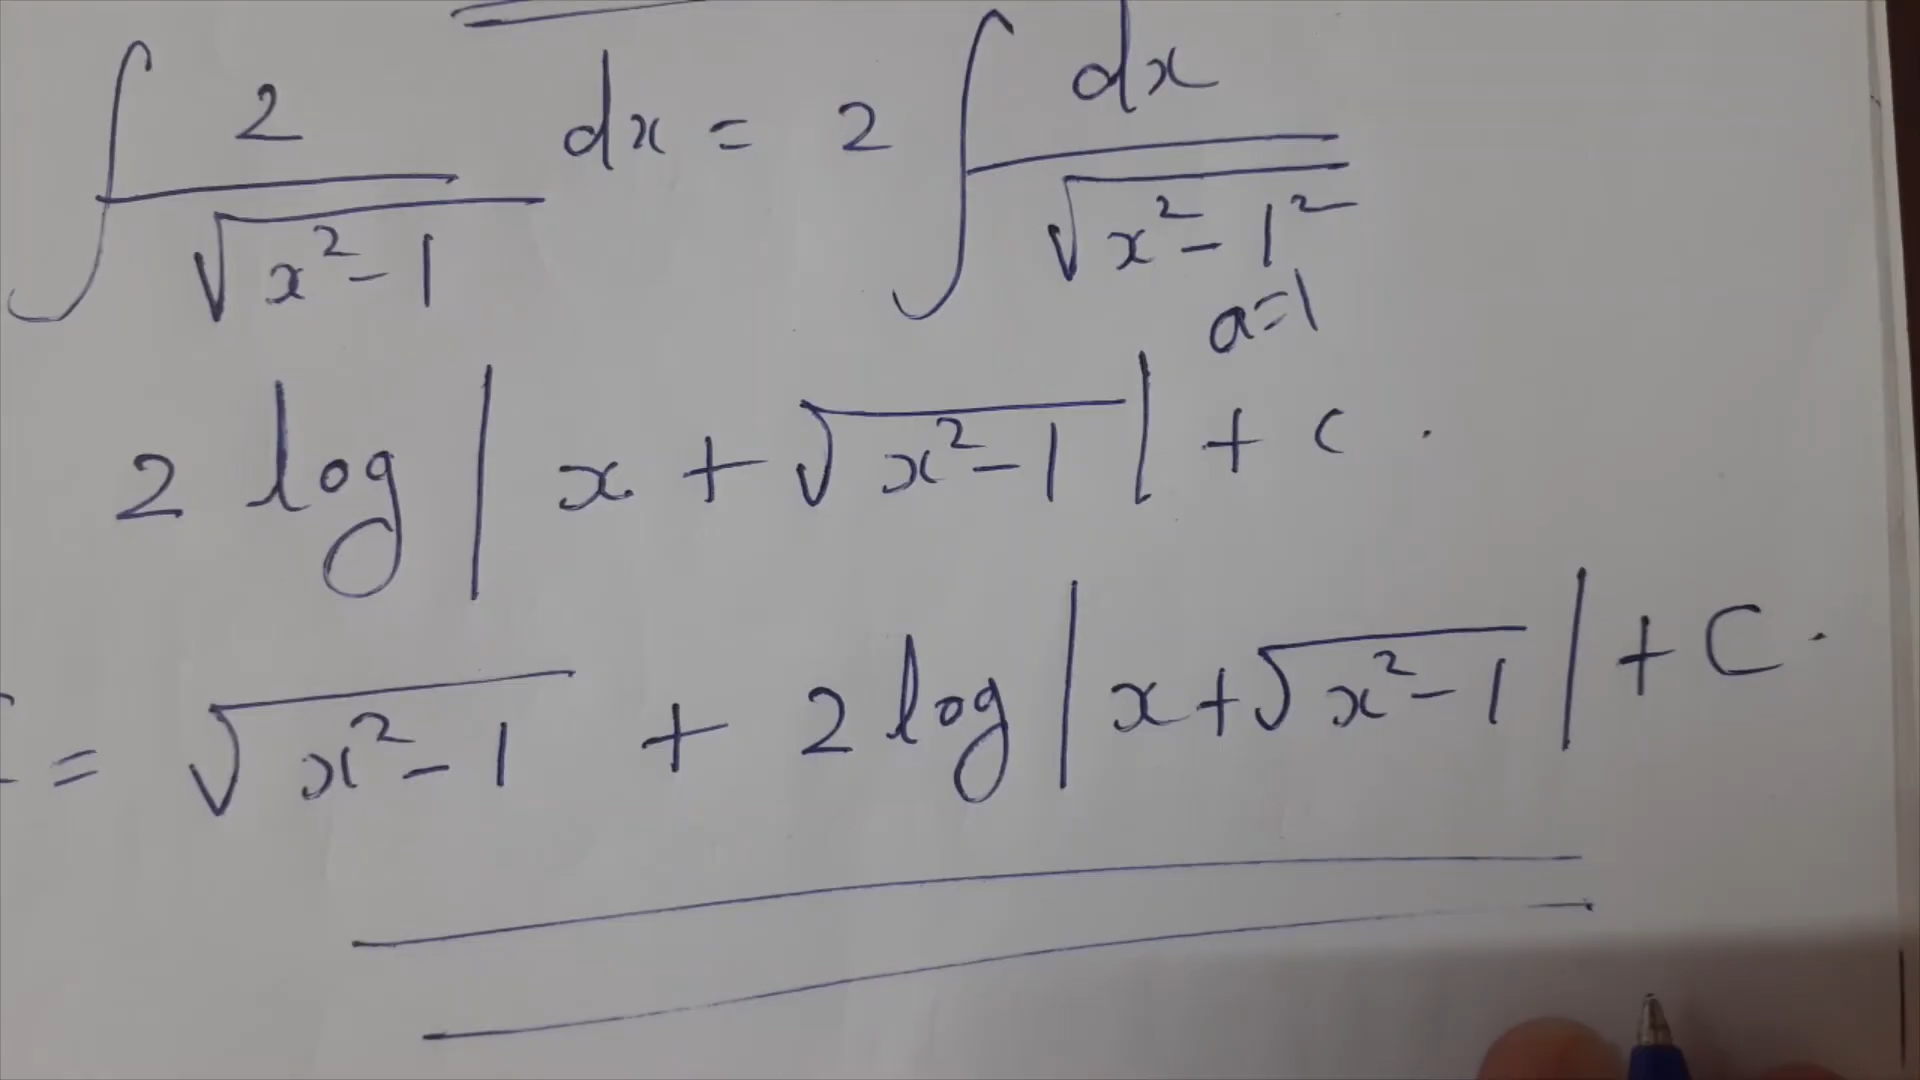 ∫ 2/√(x²-1) dx = 2 ∫ dx/√(x²-1²)
a=1
2 log | x + √(x²-1) | + c.
= √(x²-1) + 2 log | x+√(x²-1) | + C.